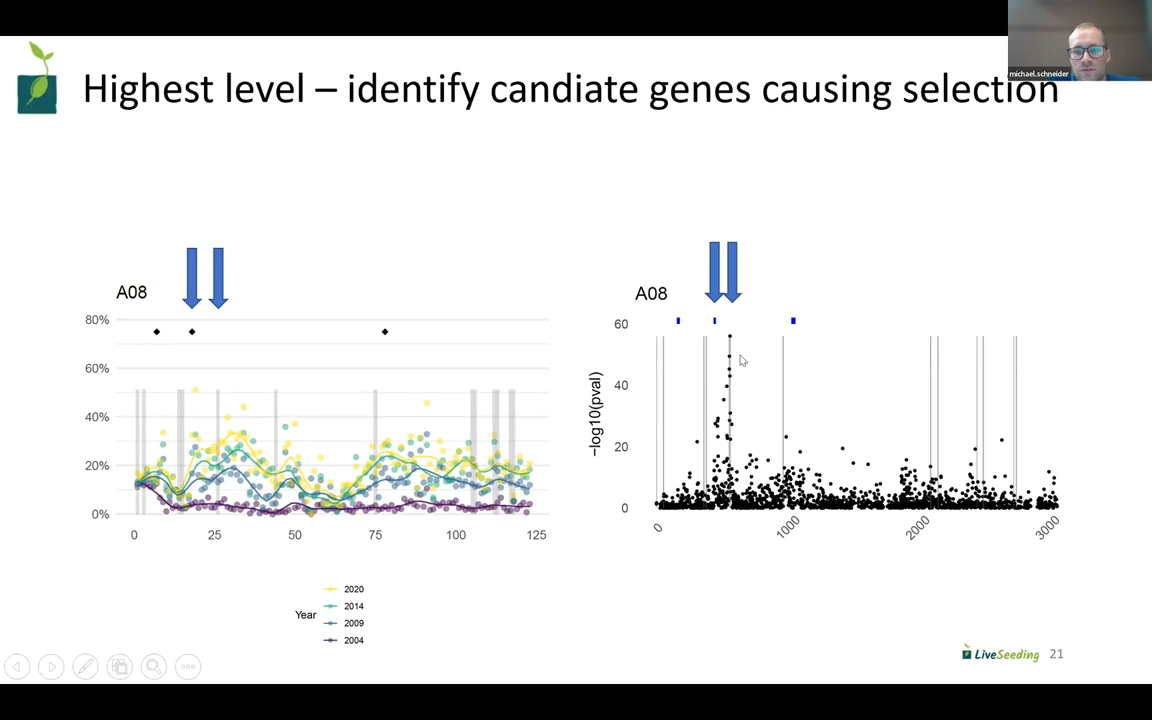 michael.schneider
Highest level – identify candiate genes causing selection
A08
80%
60%
40%
20%
0%
0 25 50 75 100 125
Year
2020
2014
2009
2004
A08
60
40
20
0
−log10(pval)
0 1000 2000 3000
LiveSeeding 21